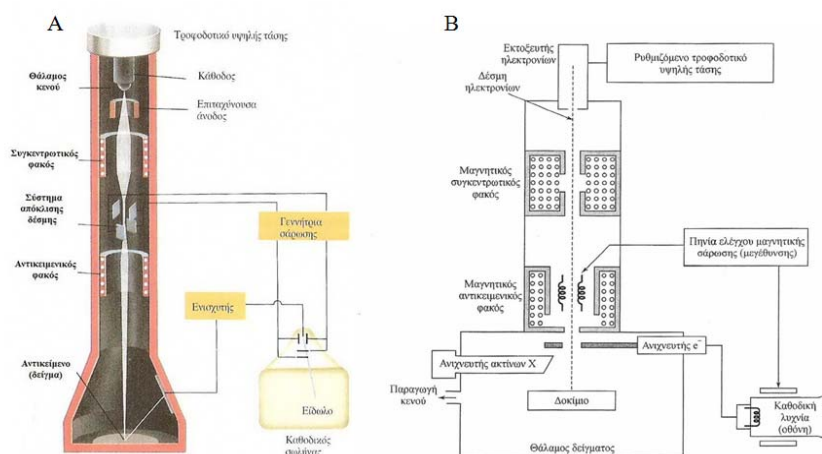 A
Τροφοδοτικό υψηλής τάσης
Κάθοδος
Θάλαμος
κενού
Επιταχύνουσα
άνοδος
Συγκεντρωτικός
φακός
Σύστημα
απόκλισης
δέσμης
Γεννήτρια
σάρωσης
Αντικειμενικός
φακός
Ενισχυτής
Αντικείμενο
(δείγμα)
Είδωλο
Καθοδικός
σωλήνας
B
Εκτοξευτής
ηλεκτρονίων
Ρυθμιζόμενο τροφοδοτικό
υψηλής τάσης
Δέσμη
ηλεκτρονίων
Μαγνητικός
συγκεντρωτικός
φακός
Πηνία ελέγχου μαγνητικής
σάρωσης (μεγέθυνσης)
Μαγνητικός
αντικειμενικός
φακός
Ανιχνευτής e⁻
Ανιχνευτής ακτίνων X
Παραγωγή
κενού
Δοκίμιο
Καθοδική
λυχνία
(οθόνη)
Θάλαμος δείγματος